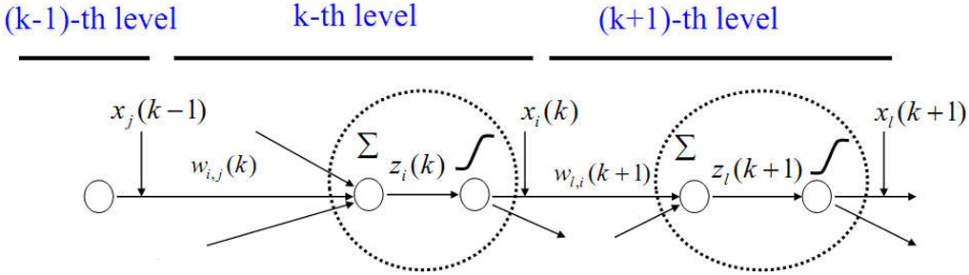 (k-1)-th level k-th level (k+1)-th level
x_j(k−1) x_i(k) x_l(k+1)
w_{i,j}(k) Σ z_i(k) w_{l,i}(k+1) Σ z_l(k+1)